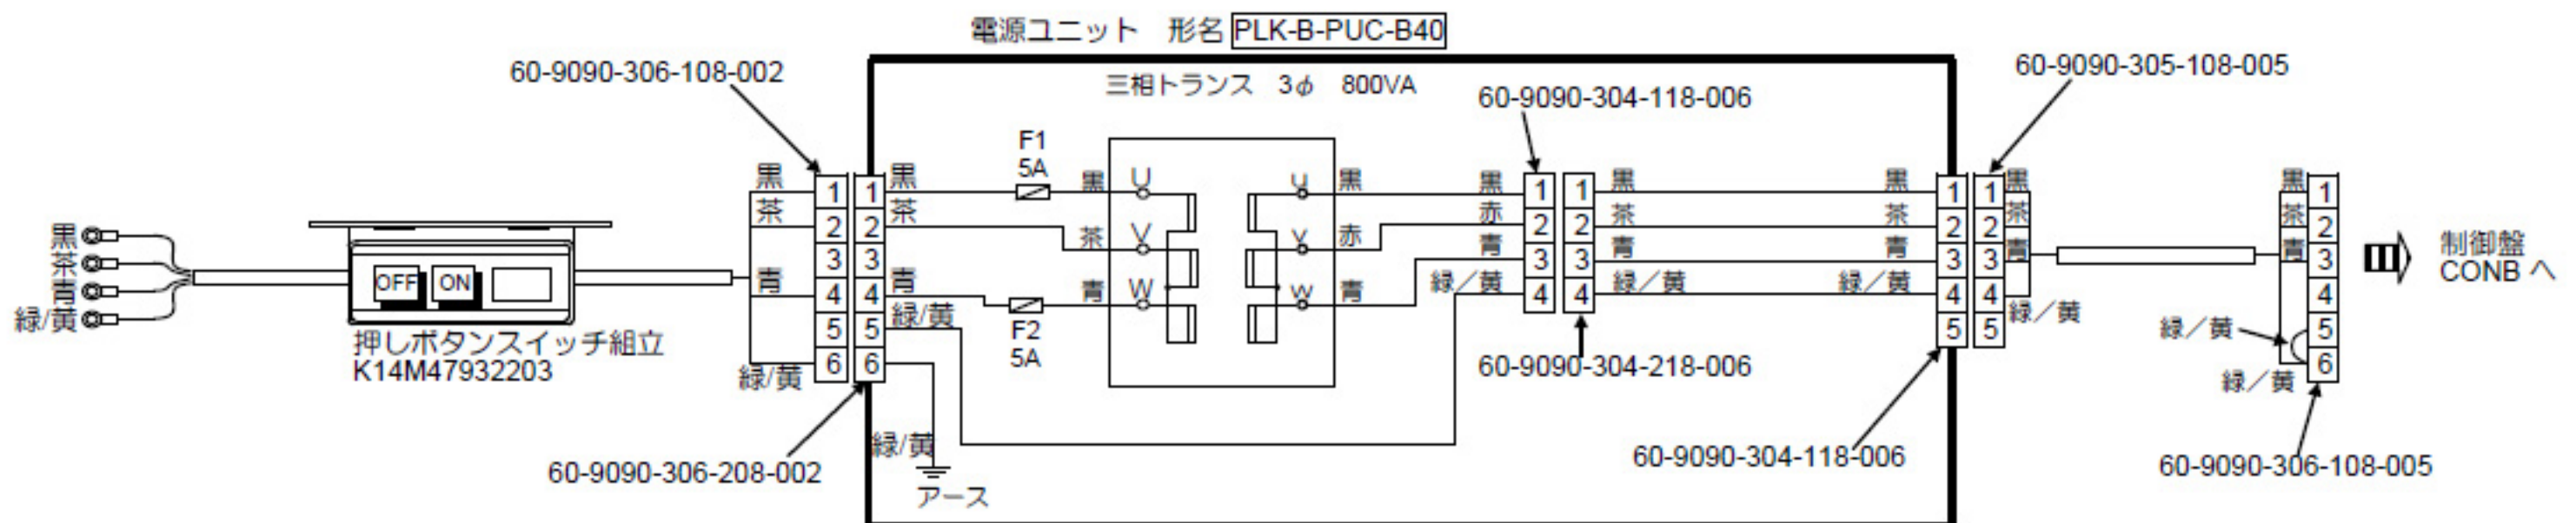 電源ユニット 形名 PLK-B-PUC-B40
60-9090-306-108-002
三相トランス 3φ 800VA
60-9090-304-118-006
60-9090-305-108-005
F1
5A
黒
茶
青
緑/黄
OFF ON
押しボタンスイッチ組立
K14M47932203
黒
茶
青
緑/黄
1 1
2 2
3 3
4 4
5 5
6 6
黒
茶
青
緑/黄
緑/黄
アース
F2
5A
黒 U
茶 V
青 W
u 黒
v 赤
w 青
黒
赤
青
緑/黄
1 1
2 2
3 3
4 4
黒 黒
茶 茶
青 青
緑/黄 緑/黄
1 1
2 2
3 3
4 4
5 5
黒
茶
青
緑/黄
黒
茶
青
緑/黄
緑/黄
1
2
3
4
5
6
制御盤
CONB へ
60-9090-306-208-002
60-9090-304-218-006
60-9090-304-118-006
60-9090-306-108-005